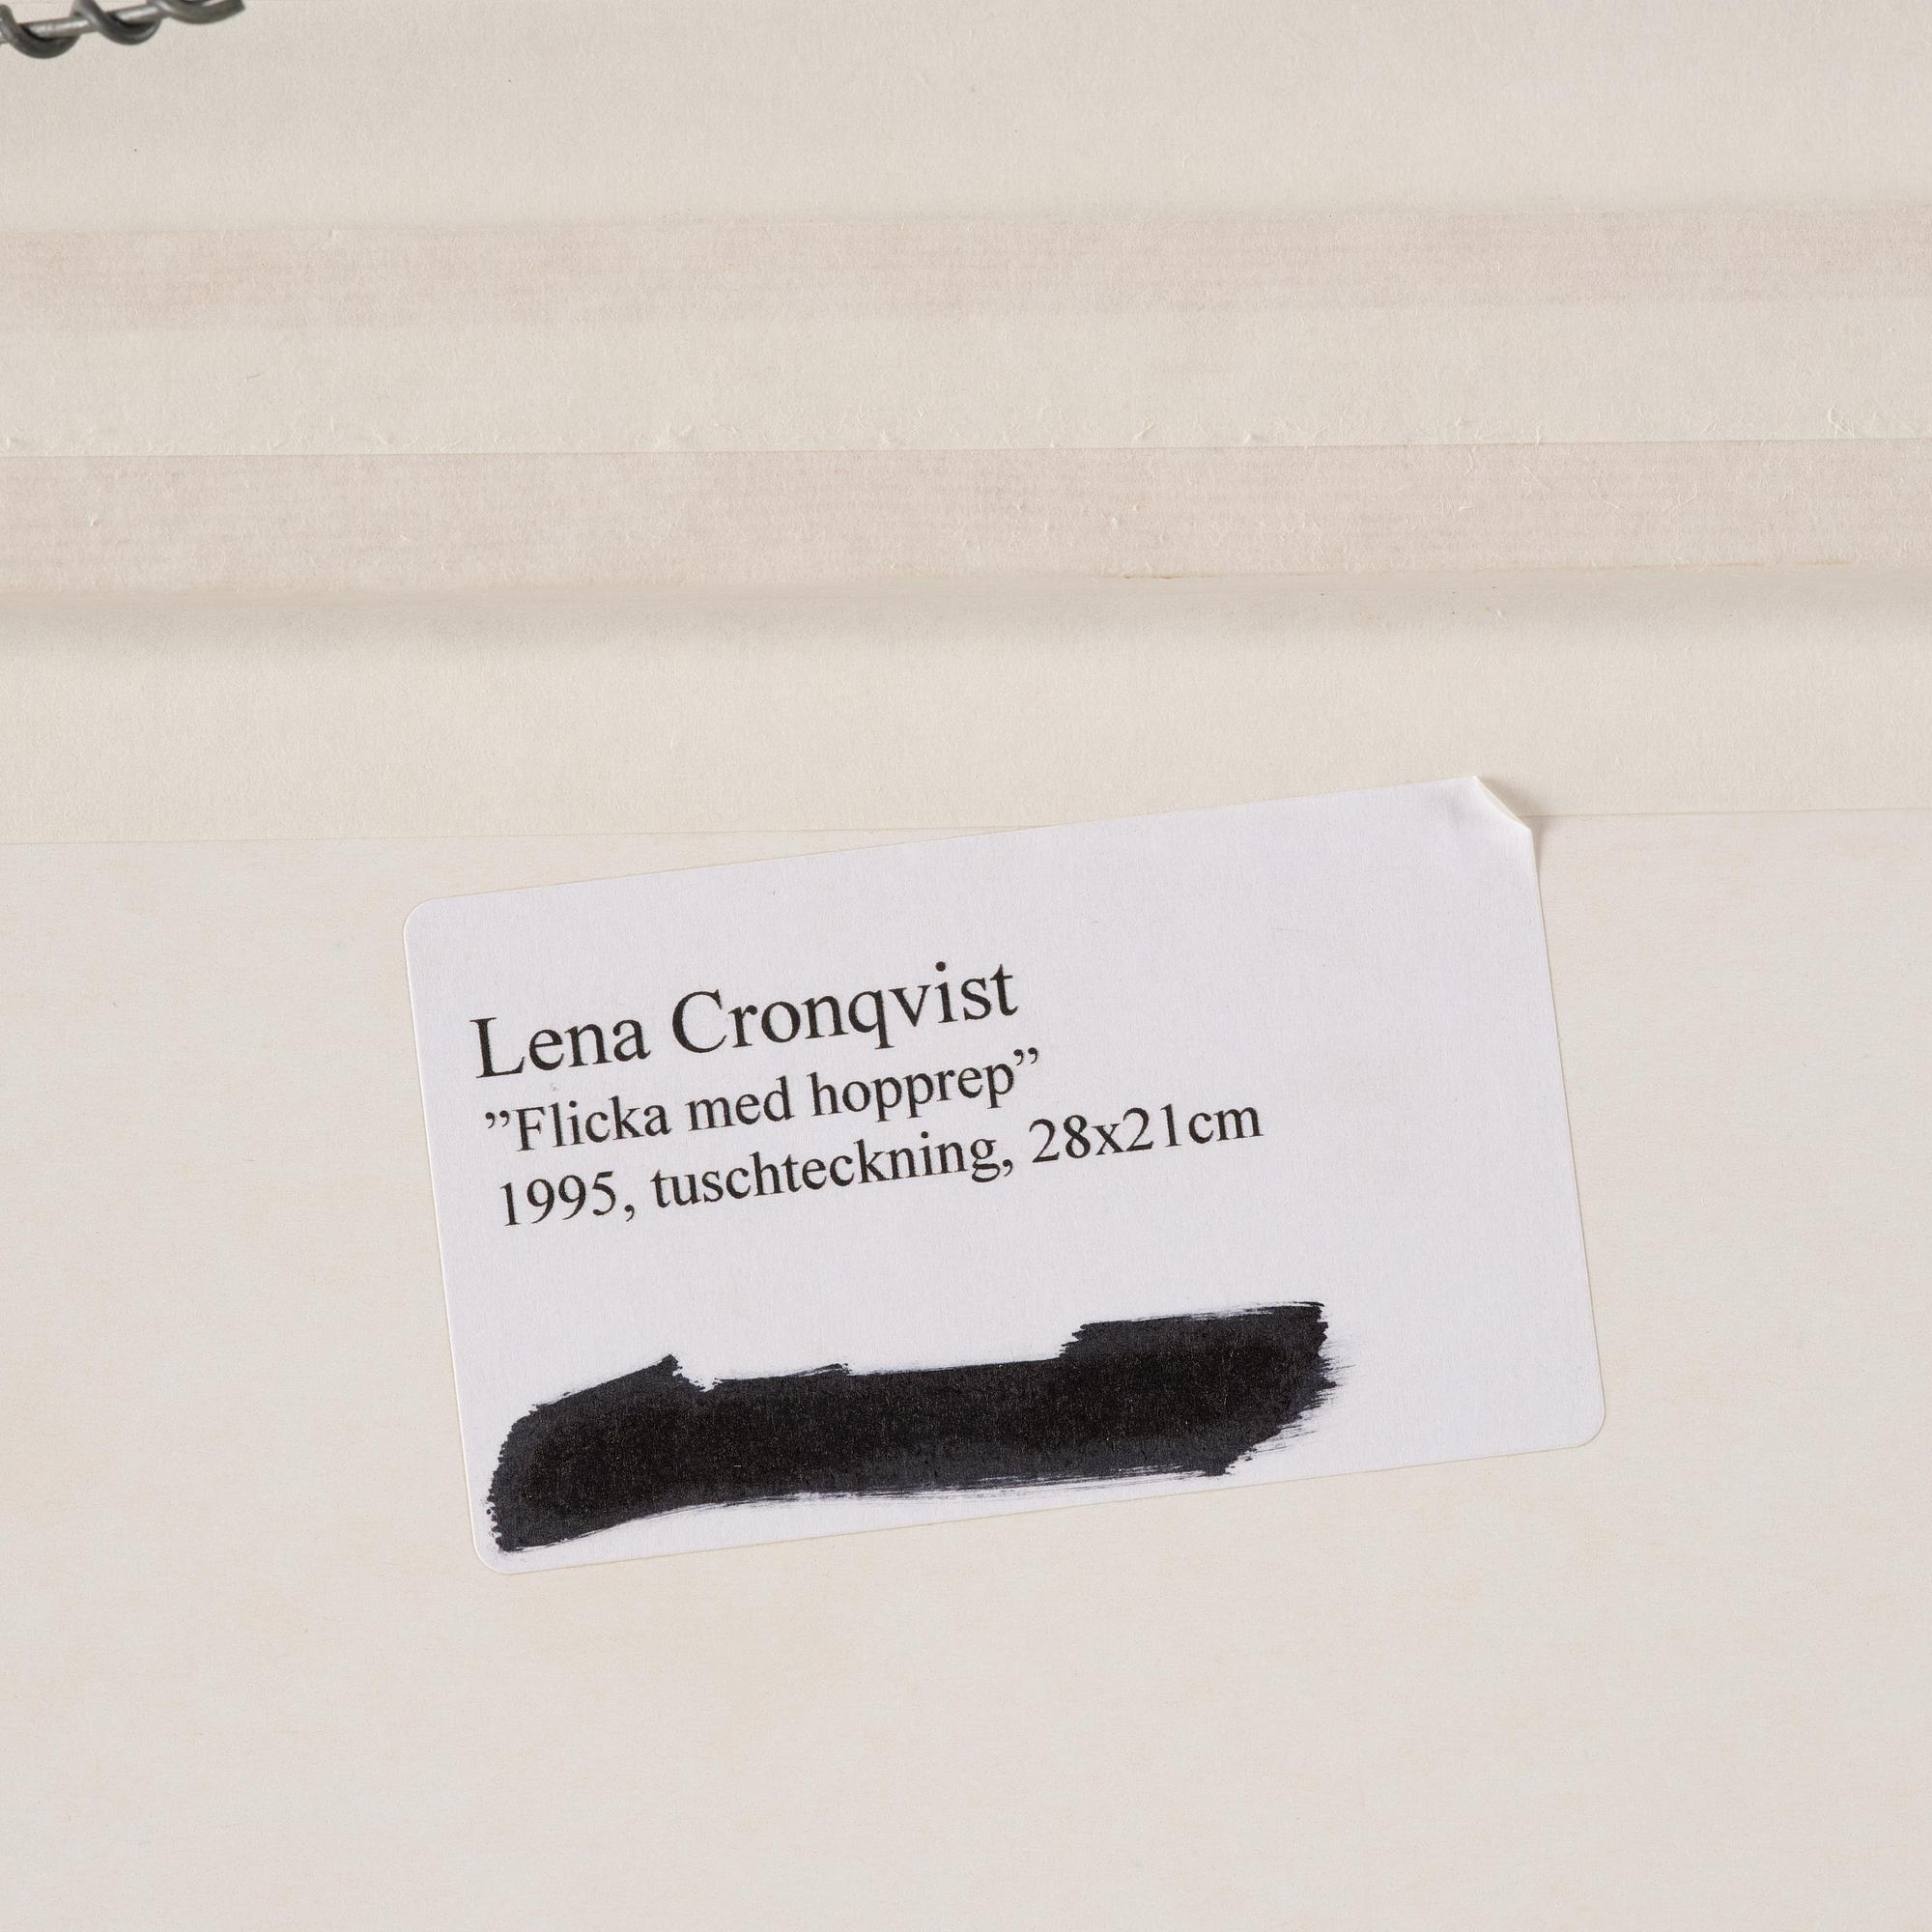 Lena Cronqvist
”Flicka med hopprep”
1995, tuschteckning, 28x21cm